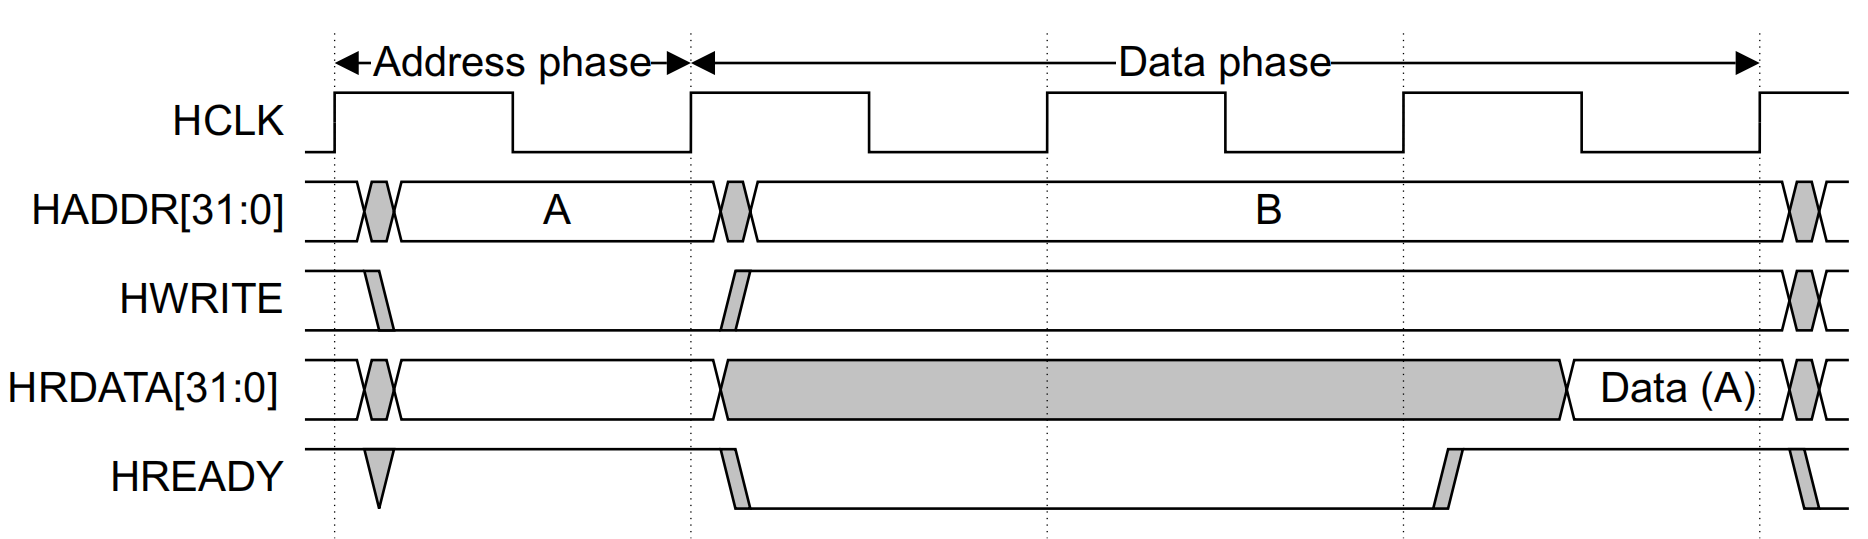 Address phase Data phase
HCLK
HADDR[31:0] A B
HWRITE
HRDATA[31:0] Data (A)
HREADY